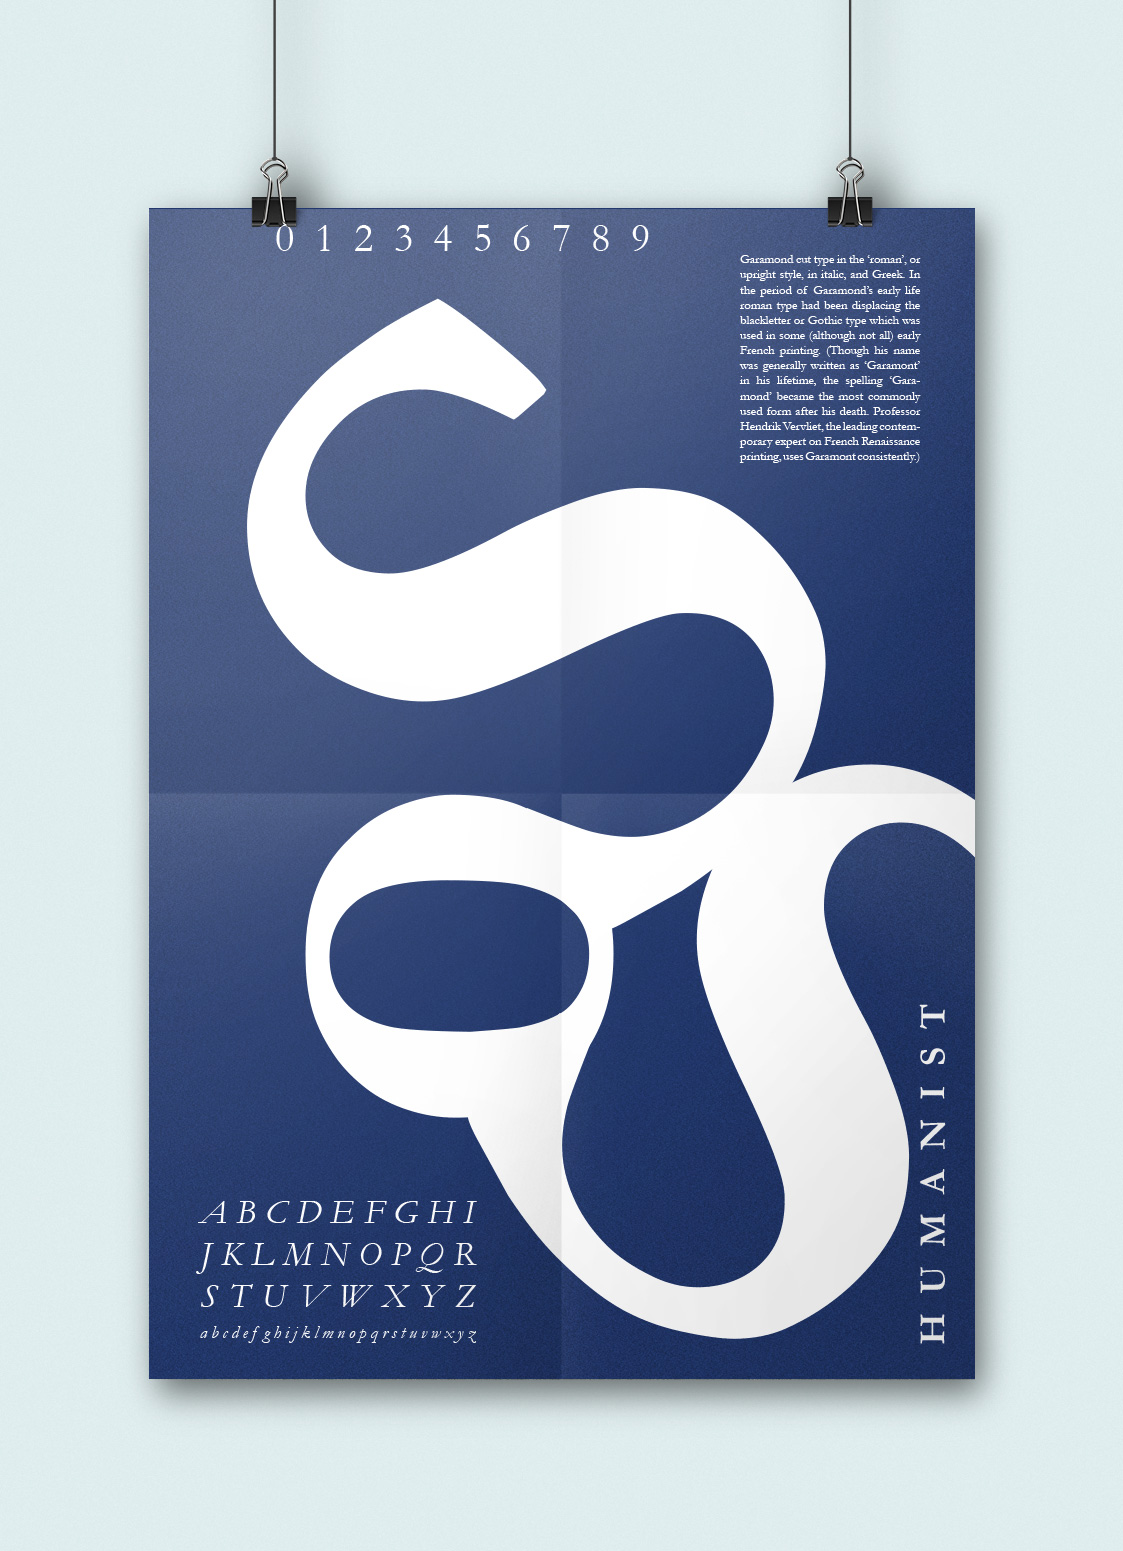 0 1 2 3 4 5 6 7 8 9
Garamond cut type in the ‘roman’, or
upright style, in italic, and Greek. In
the period of Garamond’s early life
roman type had been displacing the
blackletter or Gothic type which was
used in some (although not all) early
French printing. (Though his name
was generally written as ‘Garamont’
in his lifetime, the spelling ‘Gara-
mond’ became the most commonly
used form after his death. Professor
Hendrik Vervliet, the leading contem-
porary expert on French Renaissance
printing, uses Garamont consistently.)
HUMANIST
A B C D E F G H I
J K L M N O P Q R
S T U V W X Y Z
a b c d e f g h i j k l m n o p q r s t u v w x y z